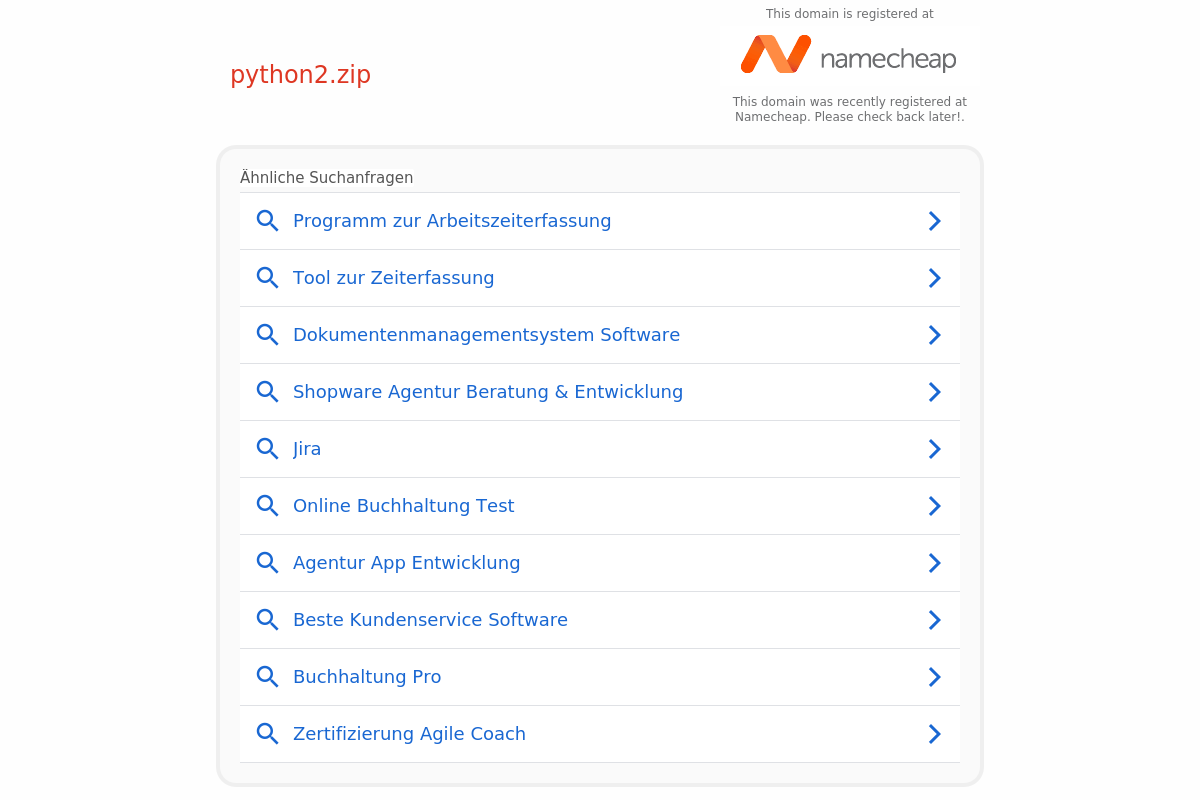 This domain is registered at
namecheap
python2.zip
This domain was recently registered at
Namecheap. Please check back later!.
Ähnliche Suchanfragen
Programm zur Arbeitszeiterfassung
Tool zur Zeiterfassung
Dokumentenmanagementsystem Software
Shopware Agentur Beratung & Entwicklung
Jira
Online Buchhaltung Test
Agentur App Entwicklung
Beste Kundenservice Software
Buchhaltung Pro
Zertifizierung Agile Coach